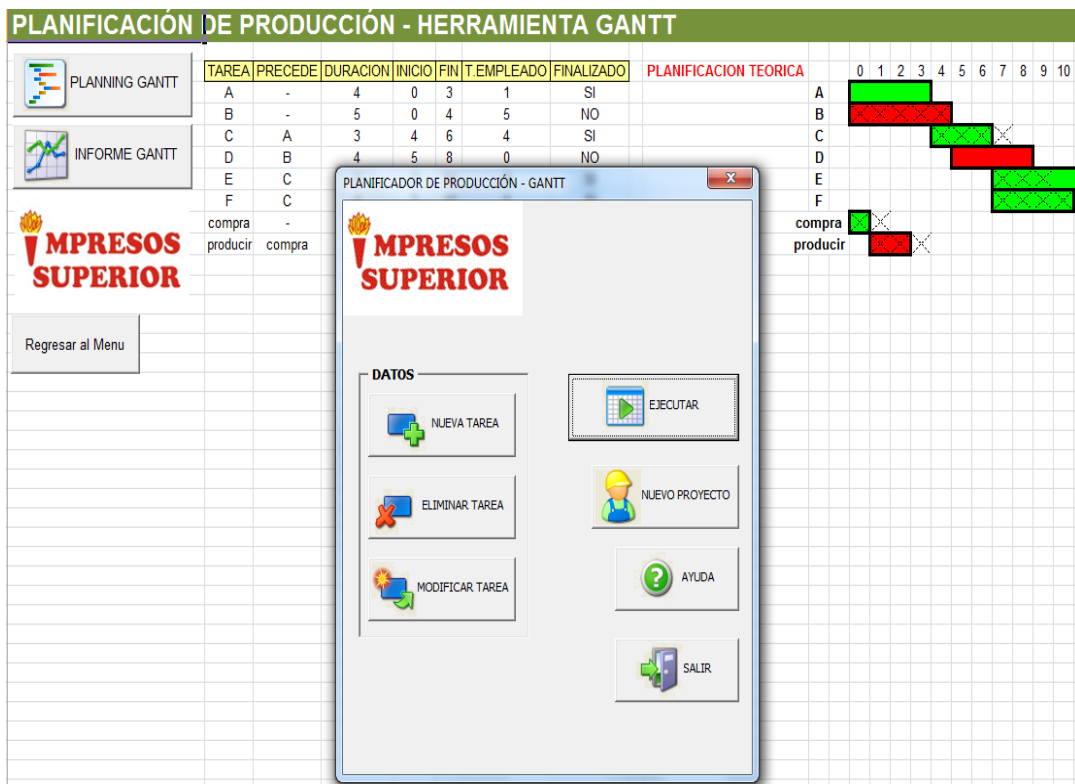 PLANIFICACIÓN DE PRODUCCIÓN - HERRAMIENTA GANTT
PLANNING GANTT
INFORME GANTT
MPRESOS
SUPERIOR
Regresar al Menu
TAREA PRECEDE DURACION INICIO FIN T.EMPLEADO FINALIZADO
A - 4 0 3 1 SI
B - 5 0 4 5 NO
C A 3 4 6 4 SI
D B 4 5 8 0 NO
E C
F C
compra -
producir compra
PLANIFICACION TEORICA 0 1 2 3 4 5 6 7 8 9 10
A
B
C
D
E
F
compra
producir
PLANIFICADOR DE PRODUCCIÓN - GANTT
x
MPRESOS
SUPERIOR
DATOS
NUEVA TAREA
ELIMINAR TAREA
MODIFICAR TAREA
EJECUTAR
NUEVO PROYECTO
? AYUDA
SALIR